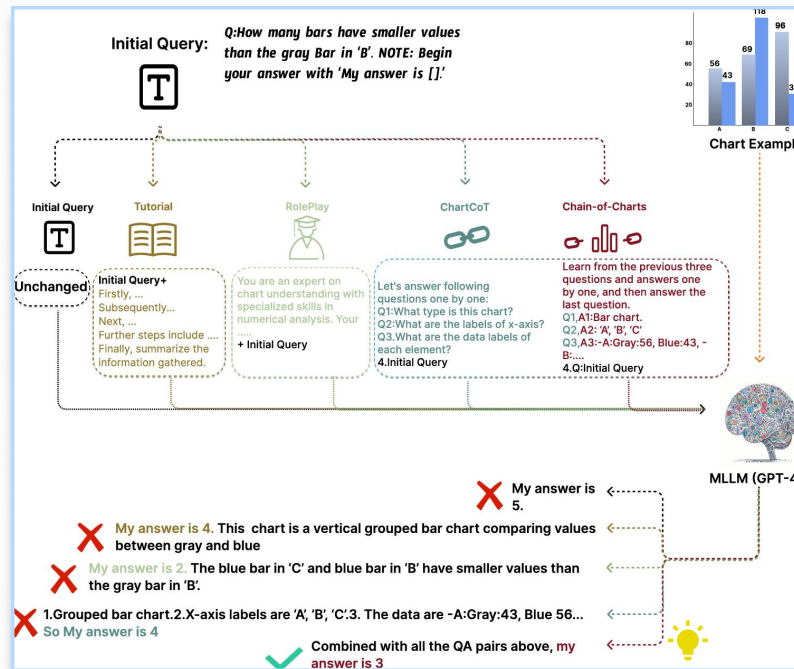 Initial Query:
Q:How many bars have smaller values
than the gray Bar in ‘B’. NOTE: Begin
your answer with ‘My answer is [].’
T
118
96
80
69
60
56
43
40
20
A
B
C
Chart Exampl
Initial Query
T
Unchanged
Tutorial
Initial Query+
Firstly, ...
Subsequently...
Next, ...
Further steps include ....
Finally, summarize the
information gathered.
RolePlay
You are an expert on
chart understanding with
specialized skills in
numerical analysis. Your
.....
+ Initial Query
ChartCoT
Let's answer following
questions one by one:
Q1:What type is this chart?
Q2:What are the labels of x-axis?
Q3.What are the data labels of
each element?
4.Initial Query
Chain-of-Charts
Learn from the previous three
questions and answers one
by one, and then answer the
last question.
Q1,A1:Bar chart.
Q2,A2: ‘A’, ‘B’, ‘C’
Q3,A3:-A:Gray:56, Blue:43, -
B:....
4.Q:Initial Query
MLLM (GPT-4
My answer is
5.
My answer is 4. This chart is a vertical grouped bar chart comparing values
between gray and blue
My answer is 2. The blue bar in ‘C’ and blue bar in ‘B’ have smaller values than
the gray bar in ‘B’.
1.Grouped bar chart.2.X-axis labels are ‘A’, ‘B’, ‘C’.3. The data are -A:Gray:43, Blue 56...
So My answer is 4
Combined with all the QA pairs above, my
answer is 3